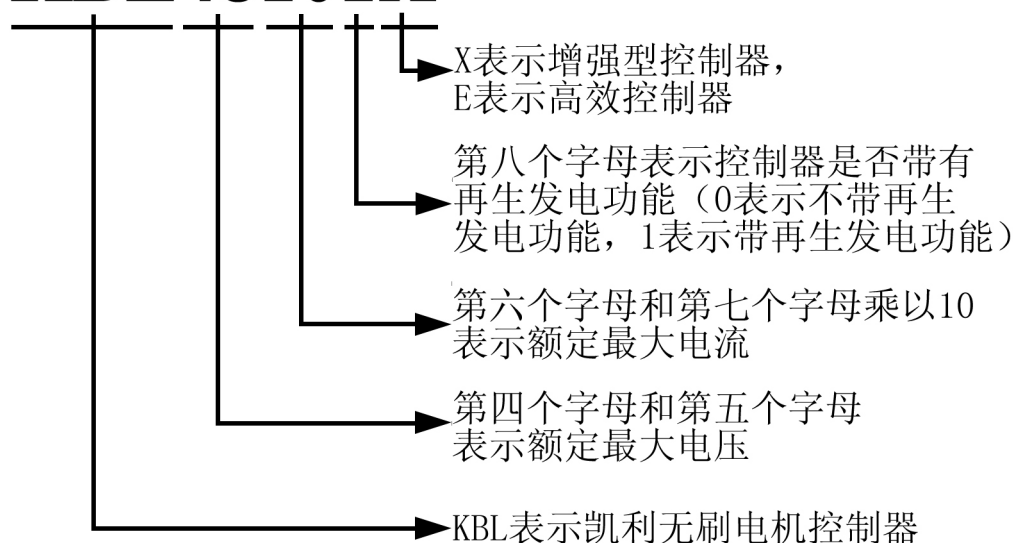 X表示增强型控制器，
E表示高效控制器
第八个字母表示控制器是否带有
再生发电功能（0表示不带再生
发电功能，1表示带再生发电功能）
第六个字母和第七个字母乘以10
表示额定最大电流
第四个字母和第五个字母
表示额定最大电压
KBL表示凯利无刷电机控制器